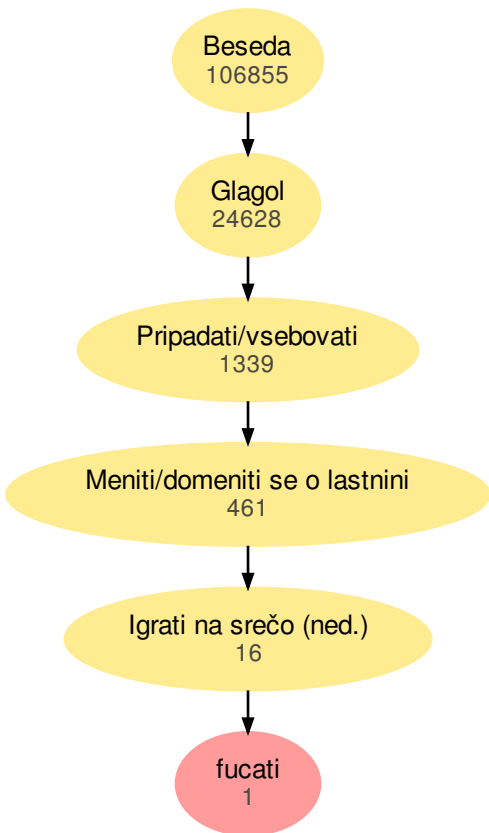 Beseda
106855
Glagol
24628
Pripadati/vsebovati
1339
Meniti/domeniti se o lastnini
461
Igrati na srečo (ned.)
16
fucati
1